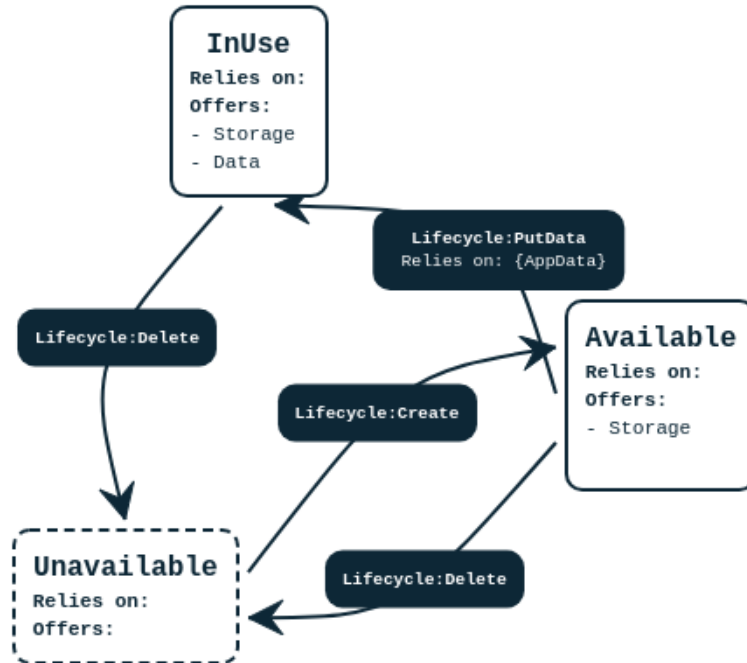 InUse
Relies on:
Offers:
- Storage
- Data
Lifecycle:PutData
Relies on: {AppData}
Lifecycle:Delete
Available
Relies on:
Offers:
- Storage
Lifecycle:Create
Unavailable
Relies on:
Offers:
Lifecycle:Delete